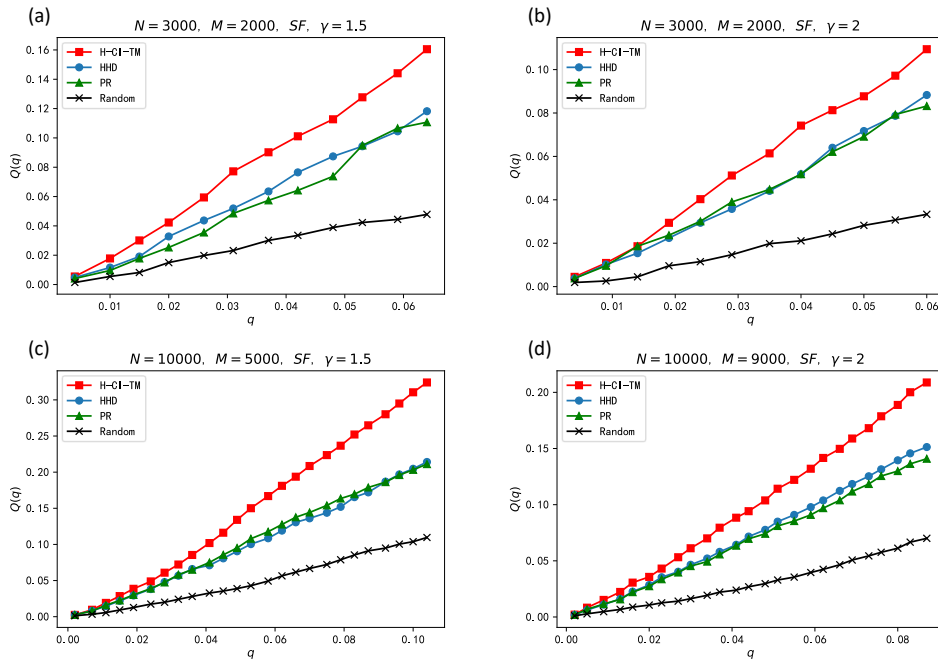 (a)
N = 3000, M = 2000, SF, γ = 1.5
H-CI-TM
HHD
PR
Random
Q(q)
0.16
0.14
0.12
0.10
0.08
0.06
0.04
0.02
0.00
0.01 0.02 0.03 0.04 0.05 0.06
q
(b)
N = 3000, M = 2000, SF, γ = 2
H-CI-TM
HHD
PR
Random
Q(q)
0.10
0.08
0.06
0.04
0.02
0.00
0.01 0.02 0.03 0.04 0.05 0.06
q
(c)
N = 10000, M = 5000, SF, γ = 1.5
H-CI-TM
HHD
PR
Random
Q(q)
0.30
0.25
0.20
0.15
0.10
0.05
0.00
0.00 0.02 0.04 0.06 0.08 0.10
q
(d)
N = 10000, M = 9000, SF, γ = 2
H-CI-TM
HHD
PR
Random
Q(q)
0.20
0.15
0.10
0.05
0.00
0.00 0.02 0.04 0.06 0.08
q